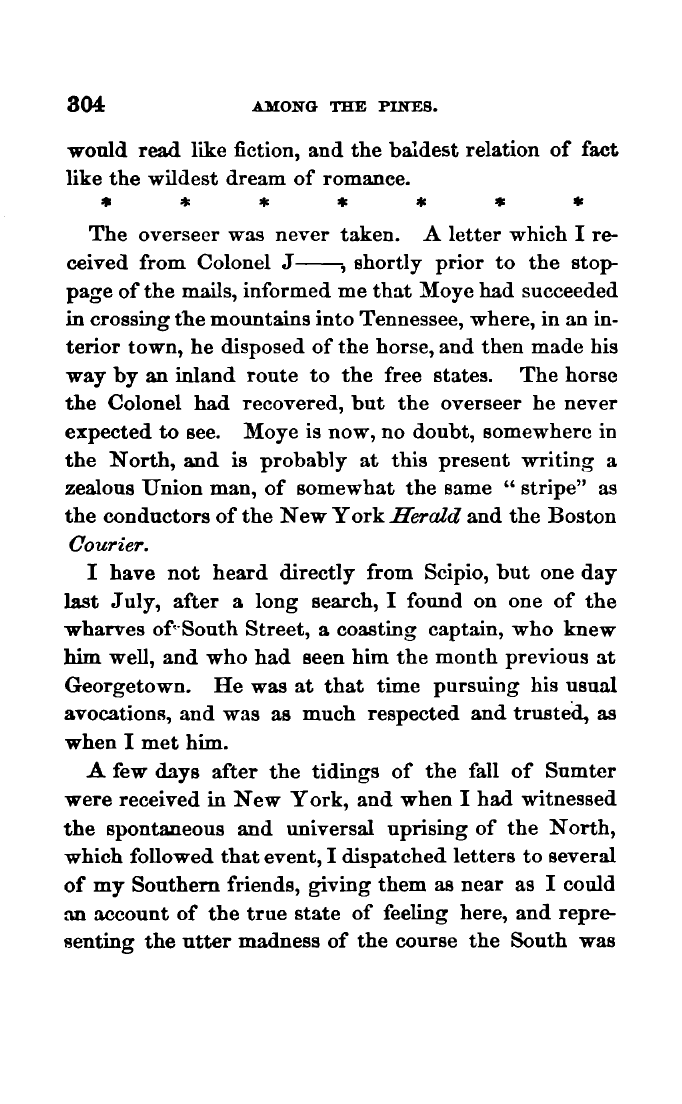 304 AMONG THE PINES.
would read like fiction, and the baldest relation of fact
like the wildest dream of romance.
* * * * * * *
The overseer was never taken. A letter which I re-
ceived from Colonel J——, shortly prior to the stop-
page of the mails, informed me that Moye had succeeded
in crossing the mountains into Tennessee, where, in an in-
terior town, he disposed of the horse, and then made his
way by an inland route to the free states. The horse
the Colonel had recovered, but the overseer he never
expected to see. Moye is now, no doubt, somewhere in
the North, and is probably at this present writing a
zealous Union man, of somewhat the same “ stripe” as
the conductors of the New York Herald and the Boston
Courier.
I have not heard directly from Scipio, but one day
last July, after a long search, I found on one of the
wharves of South Street, a coasting captain, who knew
him well, and who had seen him the month previous at
Georgetown. He was at that time pursuing his usual
avocations, and was as much respected and trusted, as
when I met him.
A few days after the tidings of the fall of Sumter
were received in New York, and when I had witnessed
the spontaneous and universal uprising of the North,
which followed that event, I dispatched letters to several
of my Southern friends, giving them as near as I could
an account of the true state of feeling here, and repre-
senting the utter madness of the course the South was